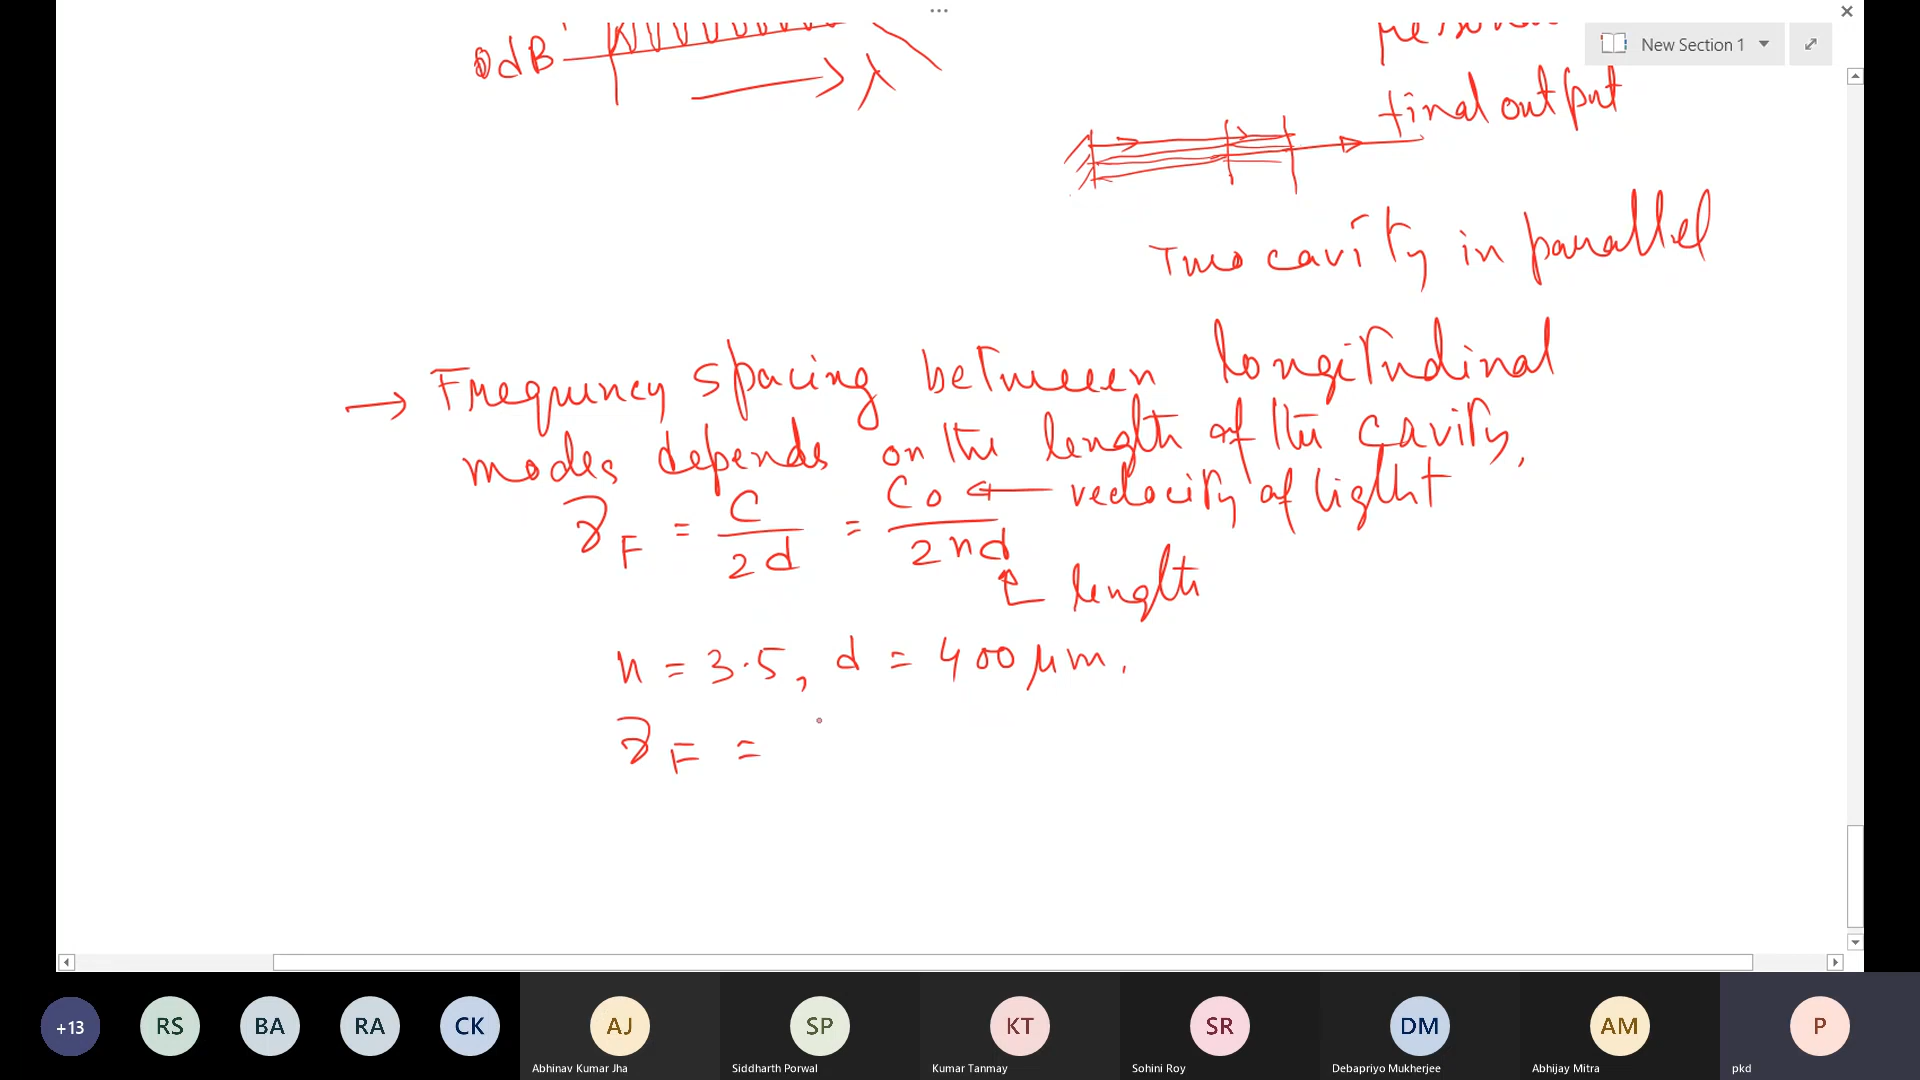 New Section 1
0dB
λ
final output
Two cavity in parallel
→ Frequency spacing between longitudinal
modes depends on the length of the cavity,
ν_F = C / 2d = C₀ / 2nd ← velocity of light
length
n = 3.5, d = 400 μm.
ν_F =
+13
RS
BA
RA
CK
AJ
Abhinav Kumar Jha
SP
Siddharth Porwal
KT
Kumar Tanmay
SR
Sohini Roy
DM
Debapriyo Mukherjee
AM
Abhijay Mitra
P
pkd